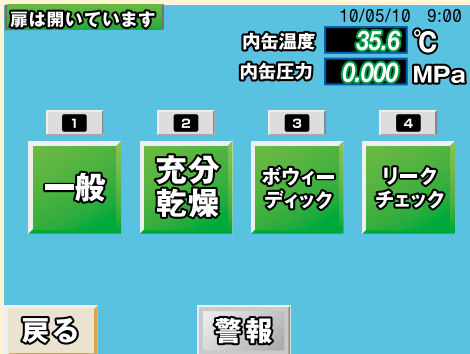 扉は開いています
10/05/10 9:00
内缶温度 35.6 ℃
内缶圧力 0.000 MPa
1
2
3
4
一般
充分
乾燥
ボウィー
ディック
リーク
チェック
戻る
警報